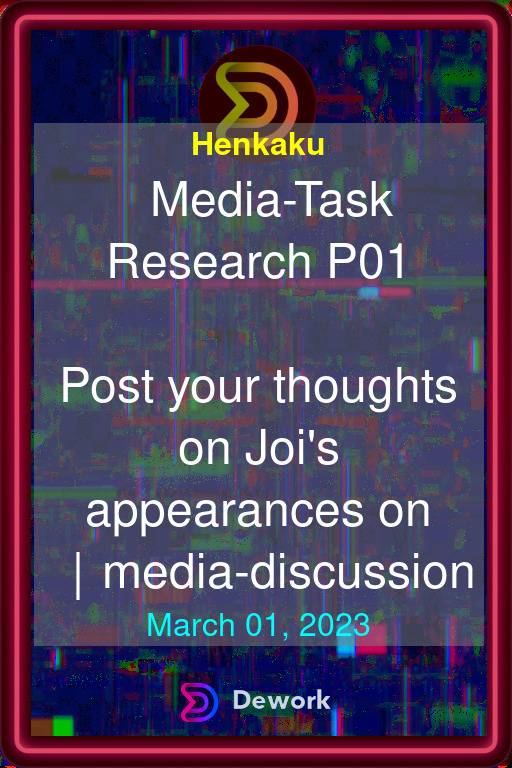 Henkaku
Media-Task
Research P01
Post your thoughts
on Joi's
appearances on
｜media-discussion
March 01, 2023
Dework